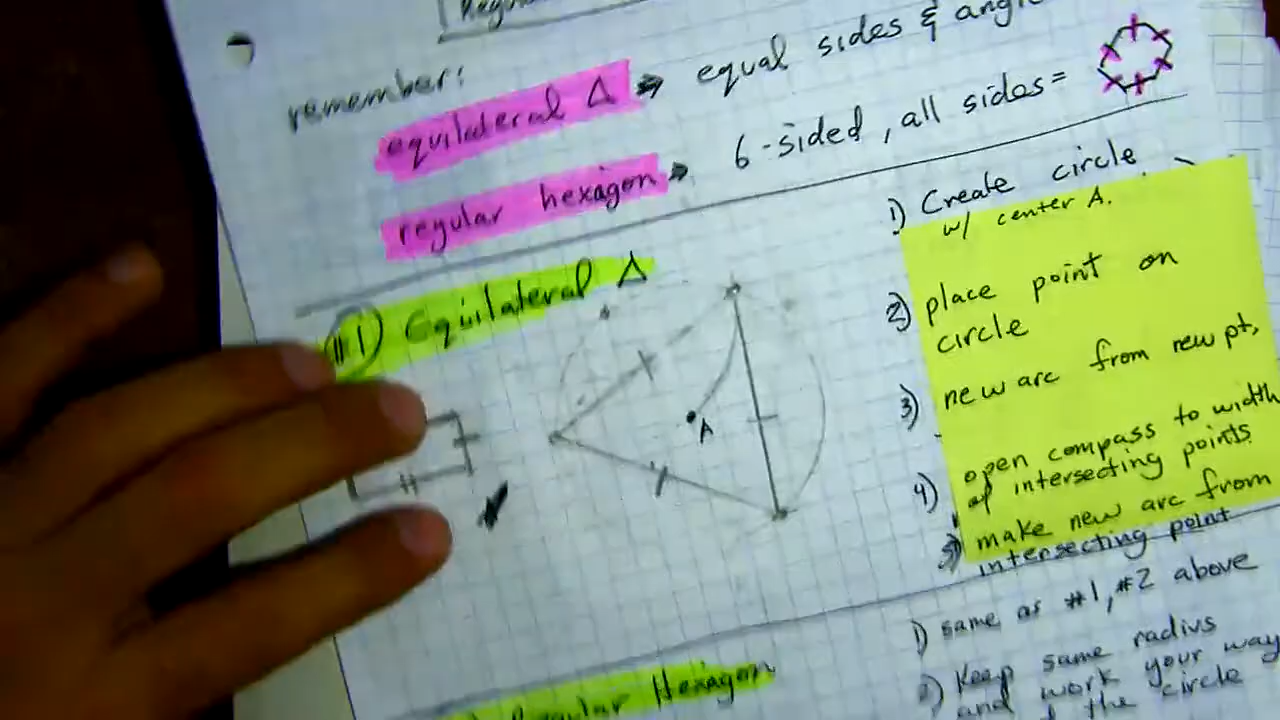 remember:
equilateral Δ → equal sides &
regular hexagon → 6-sided, all sides =
#1) Equilateral Δ
A
1) Create circle
w/ center A.
2) place point on
circle
3) new arc from new pt,
4) open compass to width
of intersecting points
5) make new arc from
intersecting point
1) same as #1, #2 above
2) Keep same radius
and work your way
the circle
Regular Hexagon